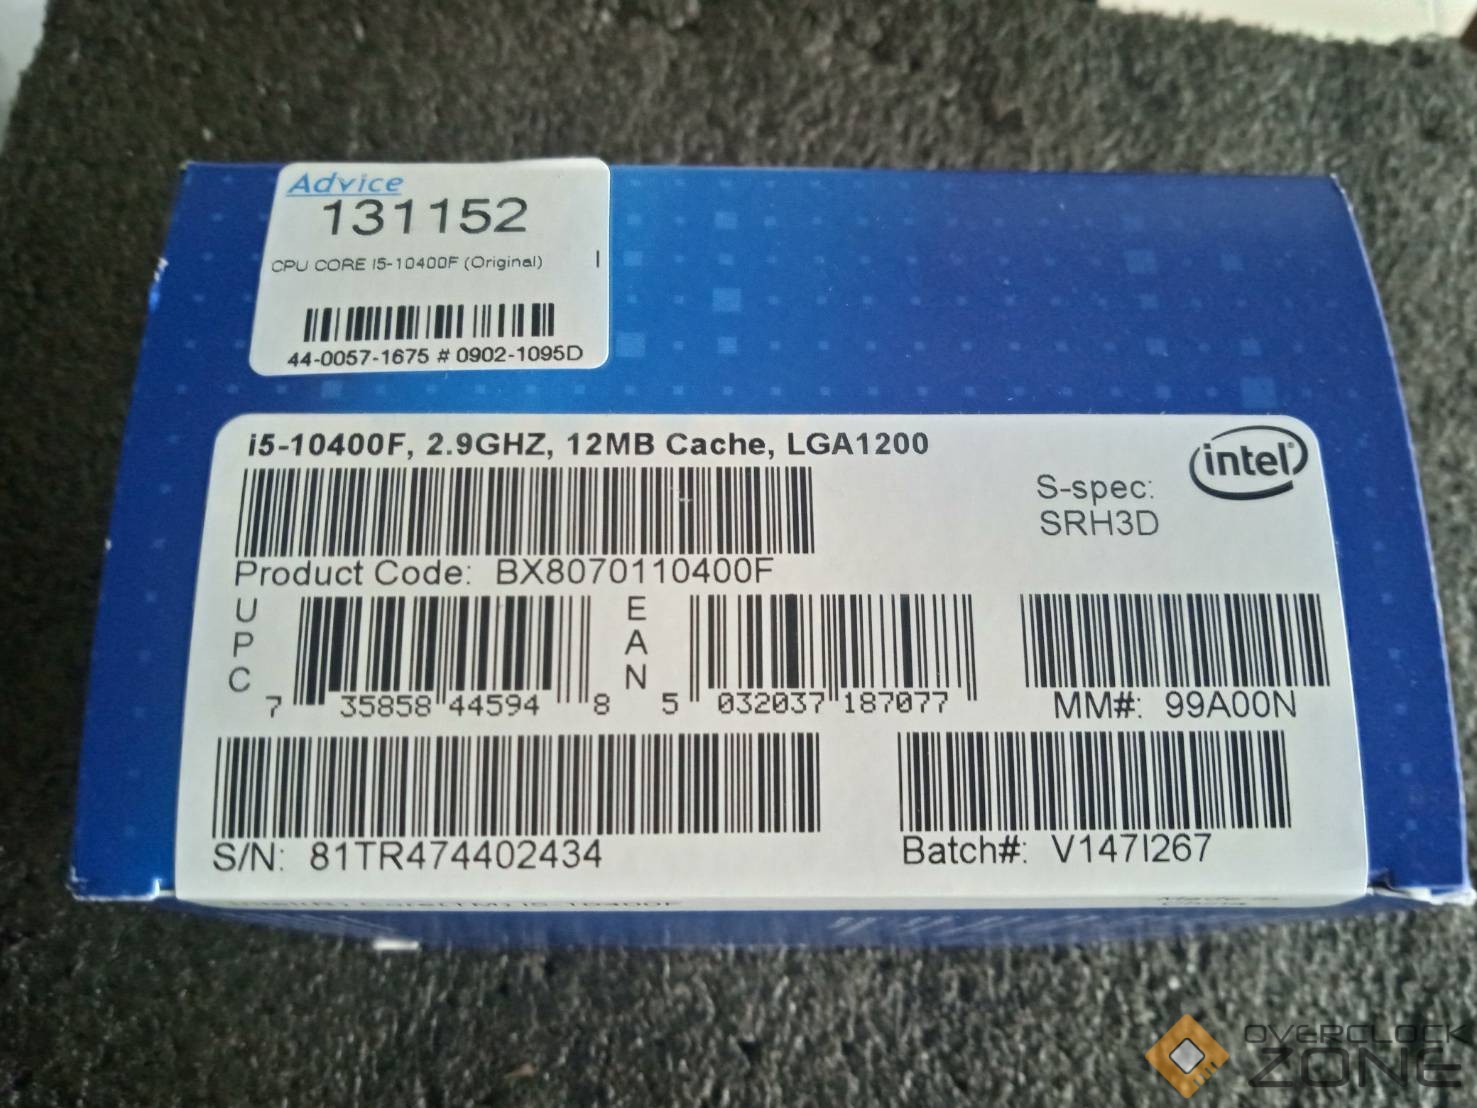 Advice
131152
CPU CORE I5-10400F (Original)
44-0057-1675 # 0902-1095D
i5-10400F, 2.9GHZ, 12MB Cache, LGA1200
intel
S-spec:
SRH3D
Product Code: BX8070110400F
UPC
7 35858 44594 8
EAN
5 032037 187077
MM#: 99A00N
S/N: 81TR474402434
Batch#: V147I267
OVERCLOCK
ZONE